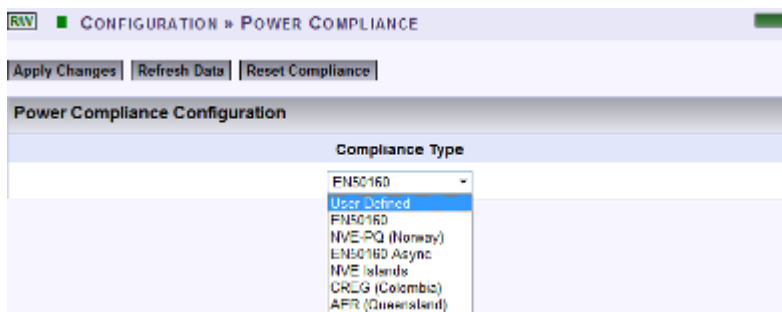 RW CONFIGURATION » POWER COMPLIANCE
Apply Changes Refresh Data Reset Compliance
Power Compliance Configuration
Compliance Type
EN50160
User Defined
EN50160
NVE-PQ (Norway)
EN50160 Async
NVE Islands
CREG (Colombia)
AER (Queensland)